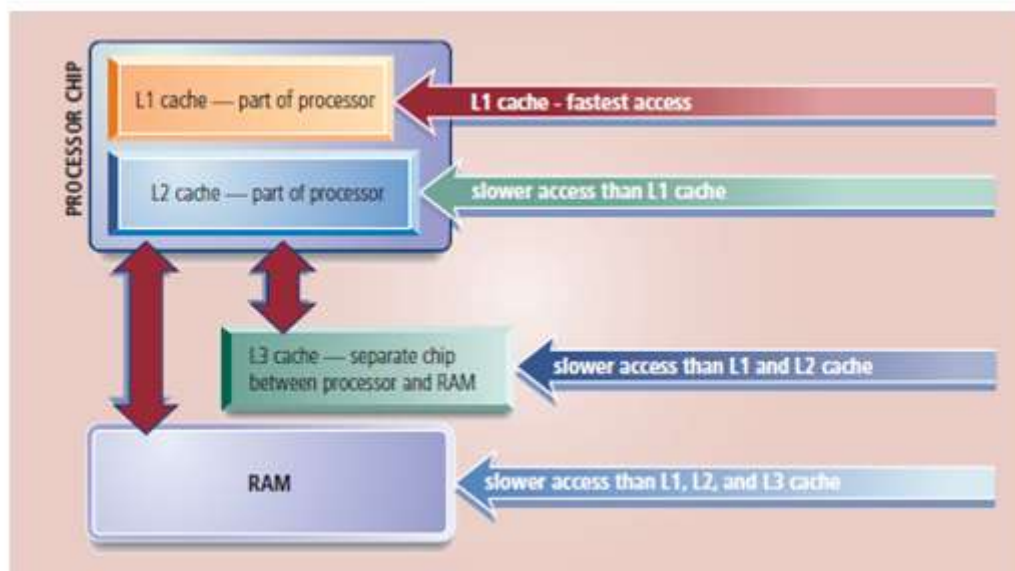 PROCESSOR CHIP
L1 cache — part of processor
L1 cache - fastest access
L2 cache — part of processor
slower access than L1 cache
L3 cache — separate chip
between processor and RAM
slower access than L1 and L2 cache
RAM
slower access than L1, L2, and L3 cache